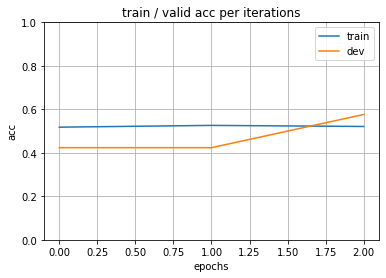 train / valid acc per iterations
1.0
0.8
0.6
0.4
0.2
0.0
acc
train
dev
0.00 0.25 0.50 0.75 1.00 1.25 1.50 1.75 2.00
epochs